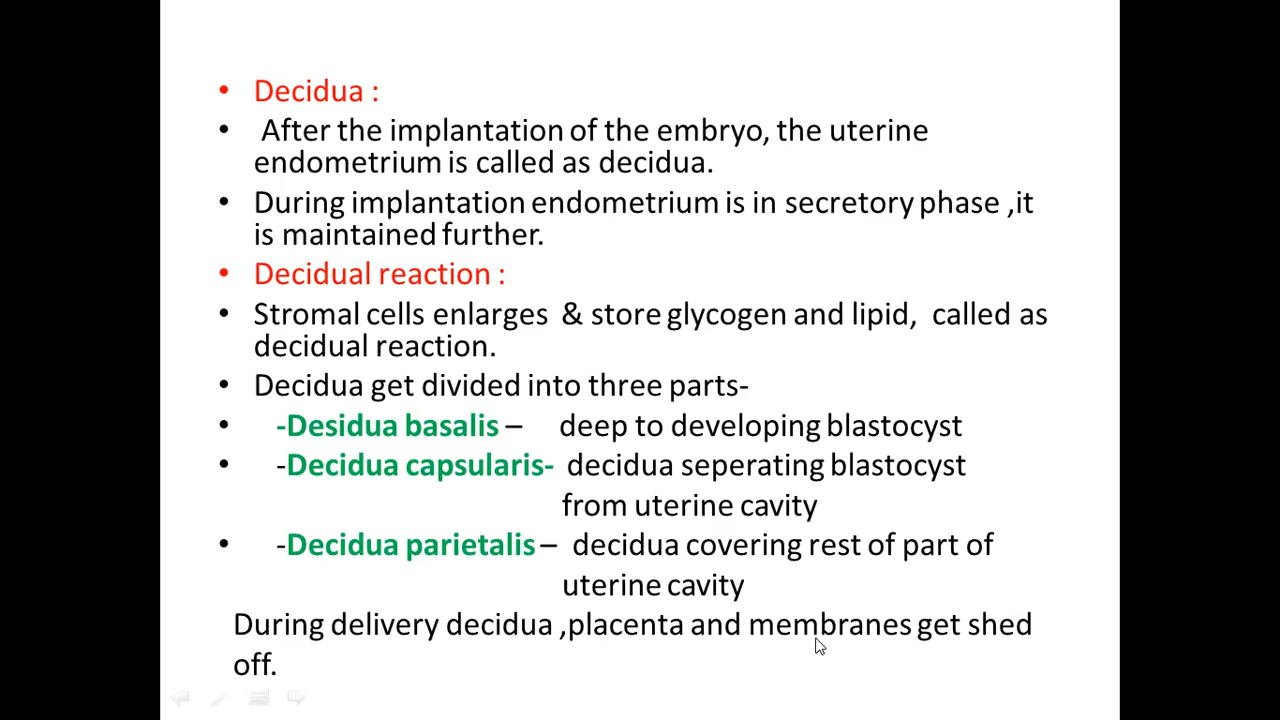 • Decidua :
• After the implantation of the embryo, the uterine
endometrium is called as decidua.
• During implantation endometrium is in secretory phase ,it
is maintained further.
• Decidual reaction :
• Stromal cells enlarges & store glycogen and lipid, called as
decidual reaction.
• Decidua get divided into three parts-
• -Desidua basalis – deep to developing blastocyst
• -Decidua capsularis- decidua seperating blastocyst
from uterine cavity
• -Decidua parietalis – decidua covering rest of part of
uterine cavity
During delivery decidua ,placenta and membranes get shed
off.